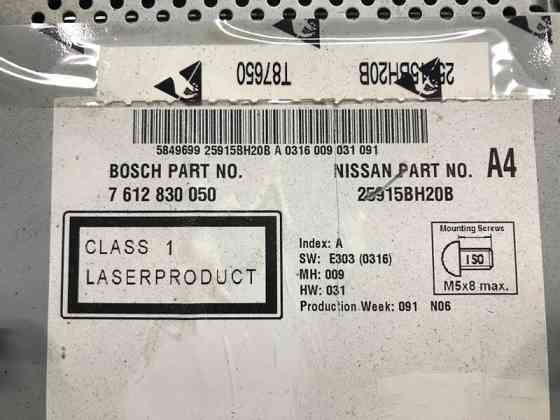 T87650 25915BH20B
5849699 25915BH20B A 0316 009 031 091
BOSCH PART NO.
7 612 830 050
NISSAN PART NO. A4
25915BH20B
CLASS 1
LASERPRODUCT
Index: A
SW: E303 (0316)
MH: 009
HW: 031
Production Week: 091 N06
Mounting Screws
ISO
M5x8 max.